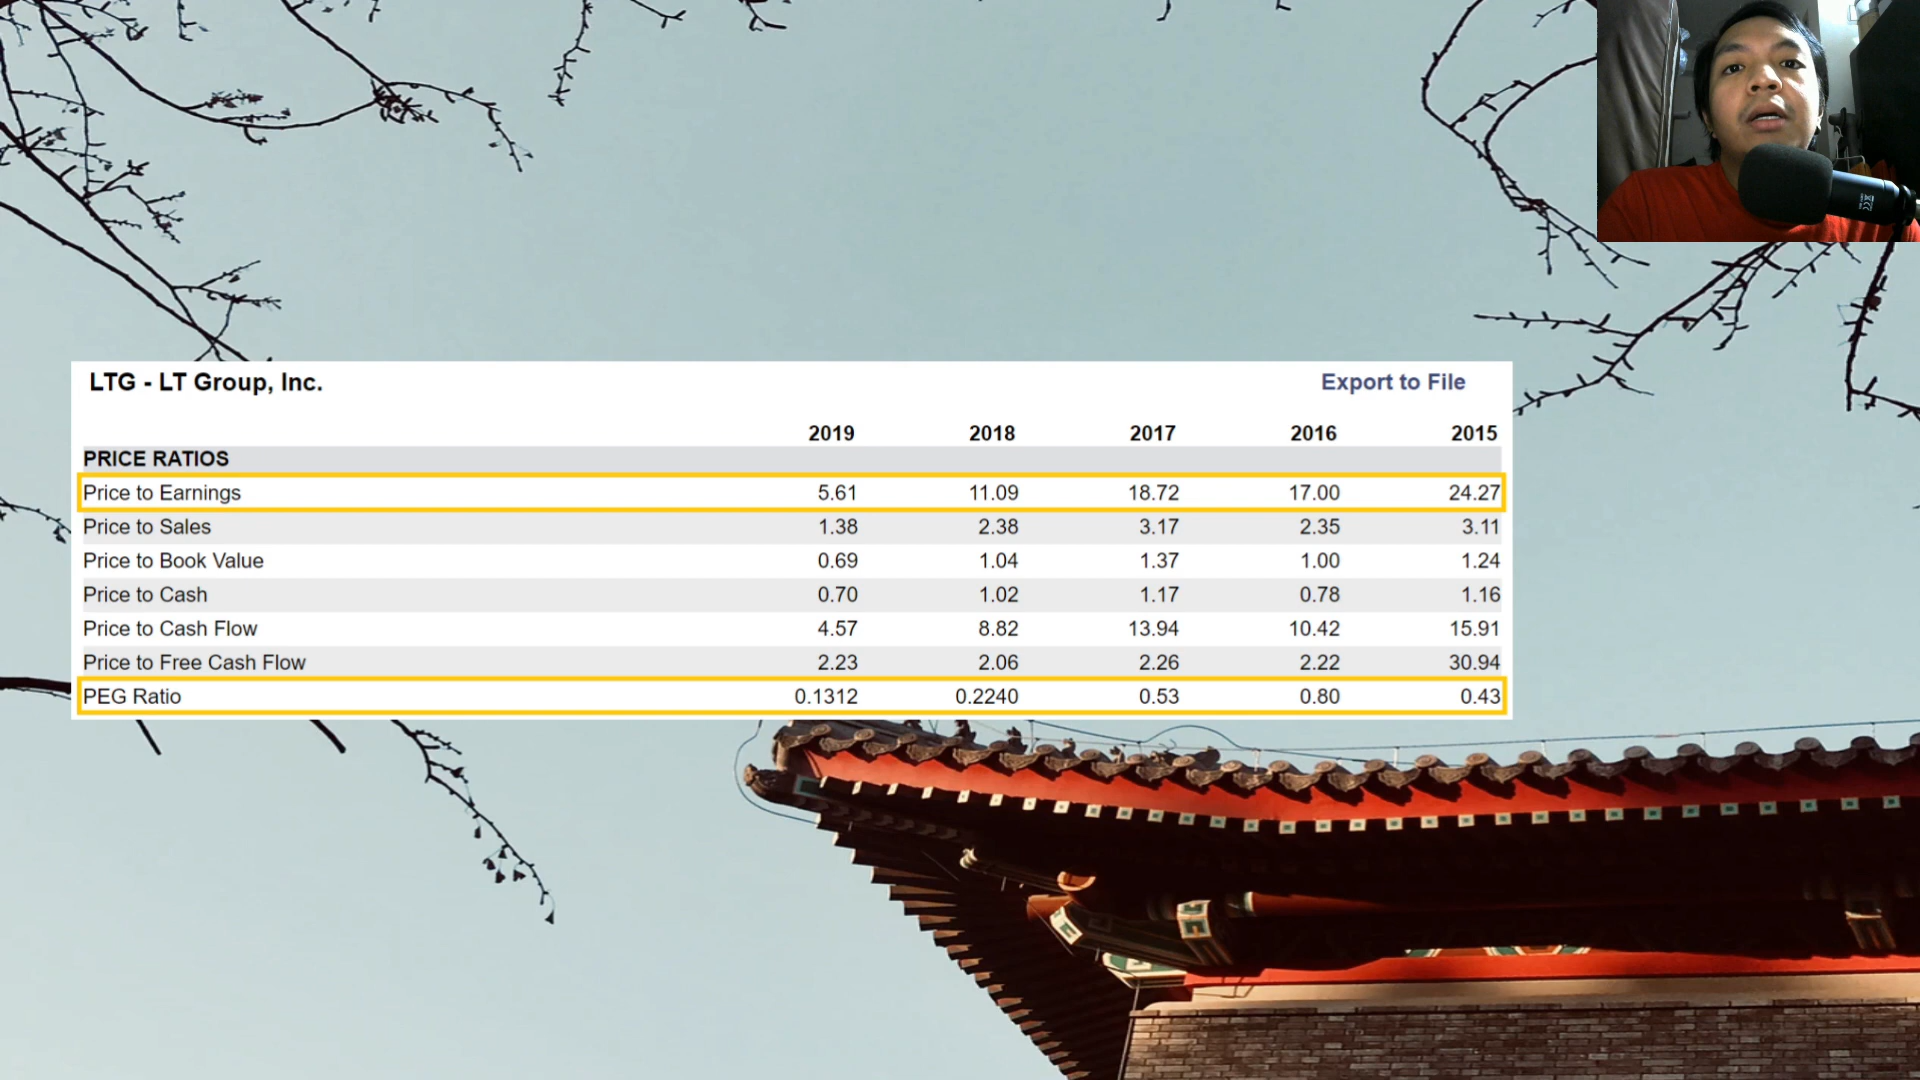 LTG - LT Group, Inc. Export to File
2019 2018 2017 2016 2015
PRICE RATIOS
Price to Earnings 5.61 11.09 18.72 17.00 24.27
Price to Sales 1.38 2.38 3.17 2.35 3.11
Price to Book Value 0.69 1.04 1.37 1.00 1.24
Price to Cash 0.70 1.02 1.17 0.78 1.16
Price to Cash Flow 4.57 8.82 13.94 10.42 15.91
Price to Free Cash Flow 2.23 2.06 2.26 2.22 30.94
PEG Ratio 0.1312 0.2240 0.53 0.80 0.43